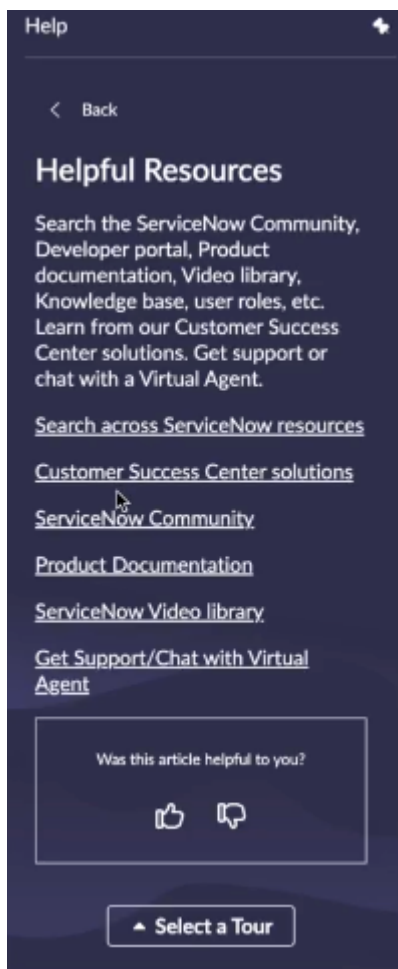 Help
Back
Helpful Resources
Search the ServiceNow Community,
Developer portal, Product
documentation, Video library,
Knowledge base, user roles, etc.
Learn from our Customer Success
Center solutions. Get support or
chat with a Virtual Agent.
Search across ServiceNow resources
Customer Success Center solutions
ServiceNow Community
Product Documentation
ServiceNow Video library
Get Support/Chat with Virtual
Agent
Was this article helpful to you?
Select a Tour